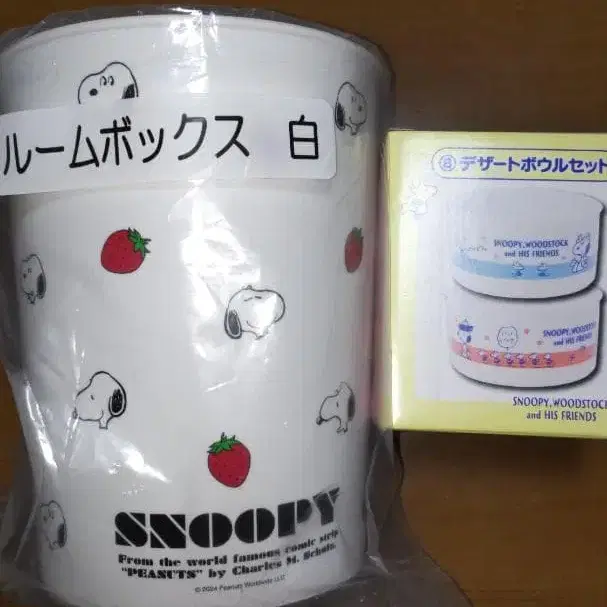 ルームボックス 白
SNOOPY
From the world famous comic strip
"PEANUTS" by Charles M. Schulz.
© 2024 Peanuts Worldwide LLC
⑧デザートボウルセット
SNOOPY, WOODSTOCK
and HIS FRIENDS
SNOOPY, WOODSTOCK
and HIS FRIENDS
SNOOPY, WOODSTOCK
and HIS FRIENDS